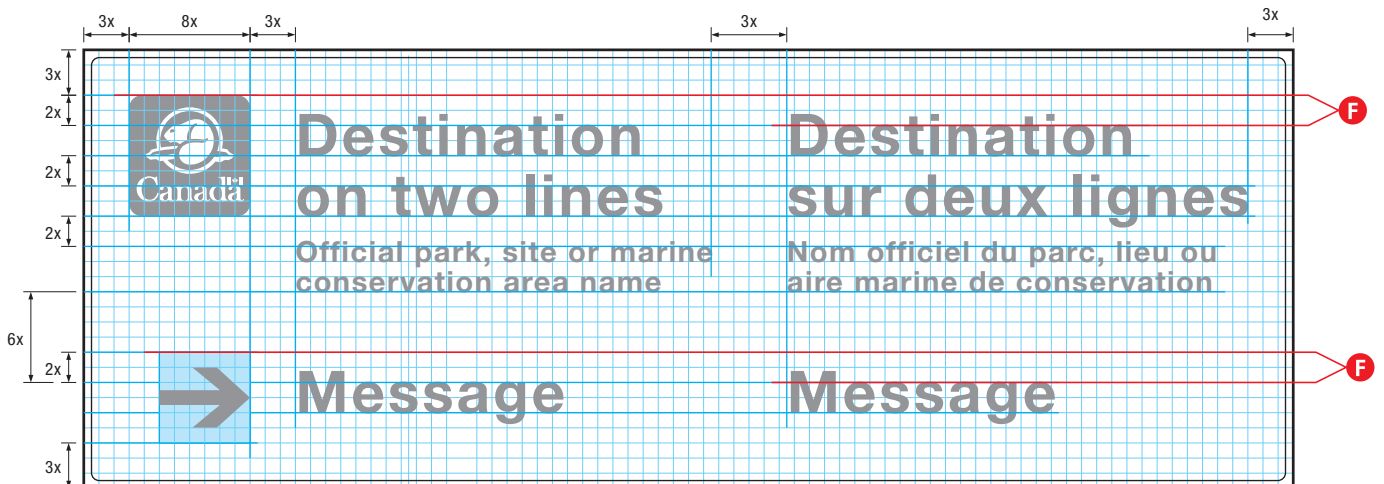 3x 8x 3x 3x 3x
3x
2x
2x
2x
6x
2x
3x
F
F
Canada
Destination
on two lines
Official park, site or marine
conservation area name
Destination
sur deux lignes
Nom officiel du parc, lieu ou
aire marine de conservation
Message
Message